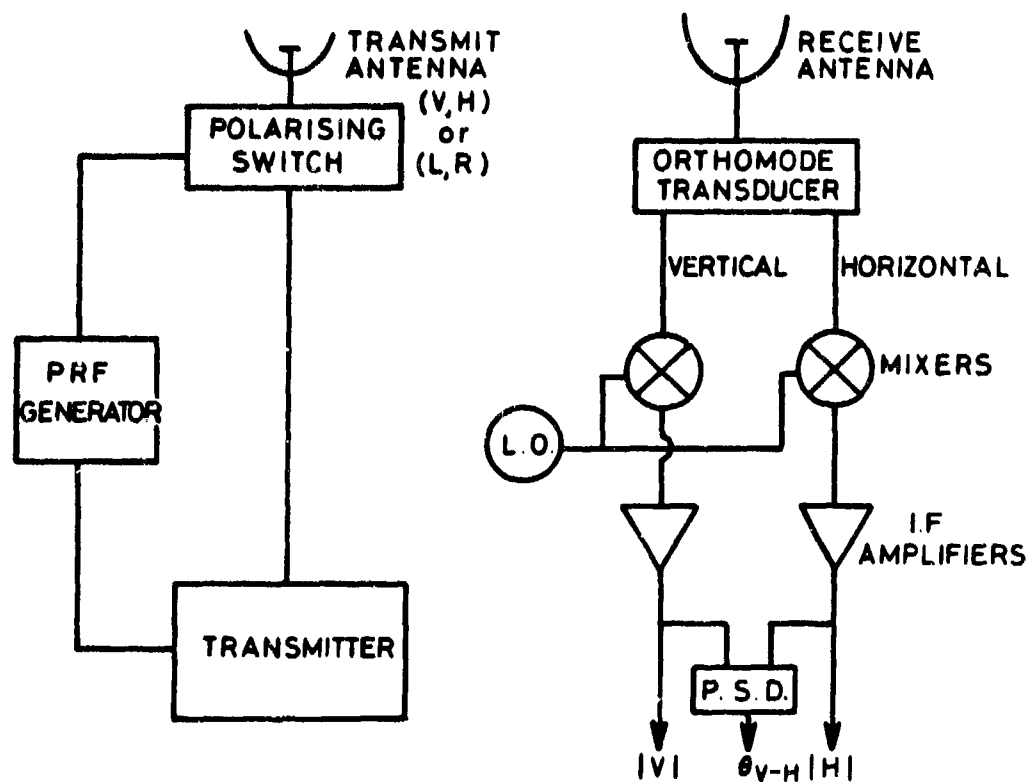 TRANSMIT
ANTENNA
(V,H)
or
(L,R)
POLARISING
SWITCH
PRF
GENERATOR
TRANSMITTER
RECEIVE
ANTENNA
ORTHOMODE
TRANSDUCER
VERTICAL
HORIZONTAL
MIXERS
L.O.
I.F
AMPLIFIERS
P.S.D.
|V|
θV-H
|H|